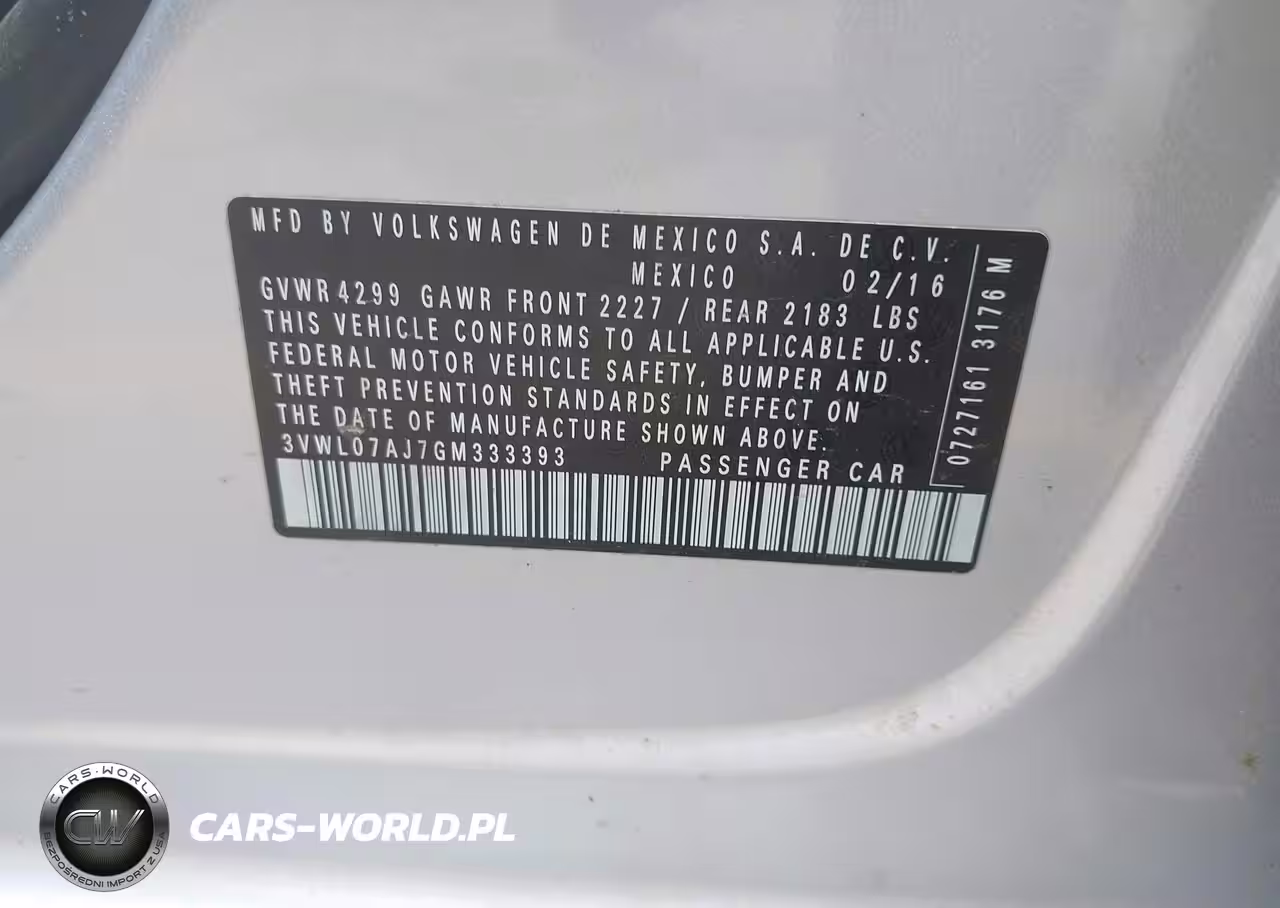 MFD BY VOLKSWAGEN DE MEXICO S.A. DE C.V.
MEXICO 02/16
GVWR 4299 GAWR FRONT 2227 / REAR 2183 LBS
THIS VEHICLE CONFORMS TO ALL APPLICABLE U.S.
FEDERAL MOTOR VEHICLE SAFETY, BUMPER AND
THEFT PREVENTION STANDARDS IN EFFECT ON
THE DATE OF MANUFACTURE SHOWN ABOVE.
3VWL07AJ7GM333393 PASSENGER CAR
0727161 3176 M
CARS-WORLD
CW
BEZPOŚREDNI IMPORT Z USA
CARS-WORLD.PL